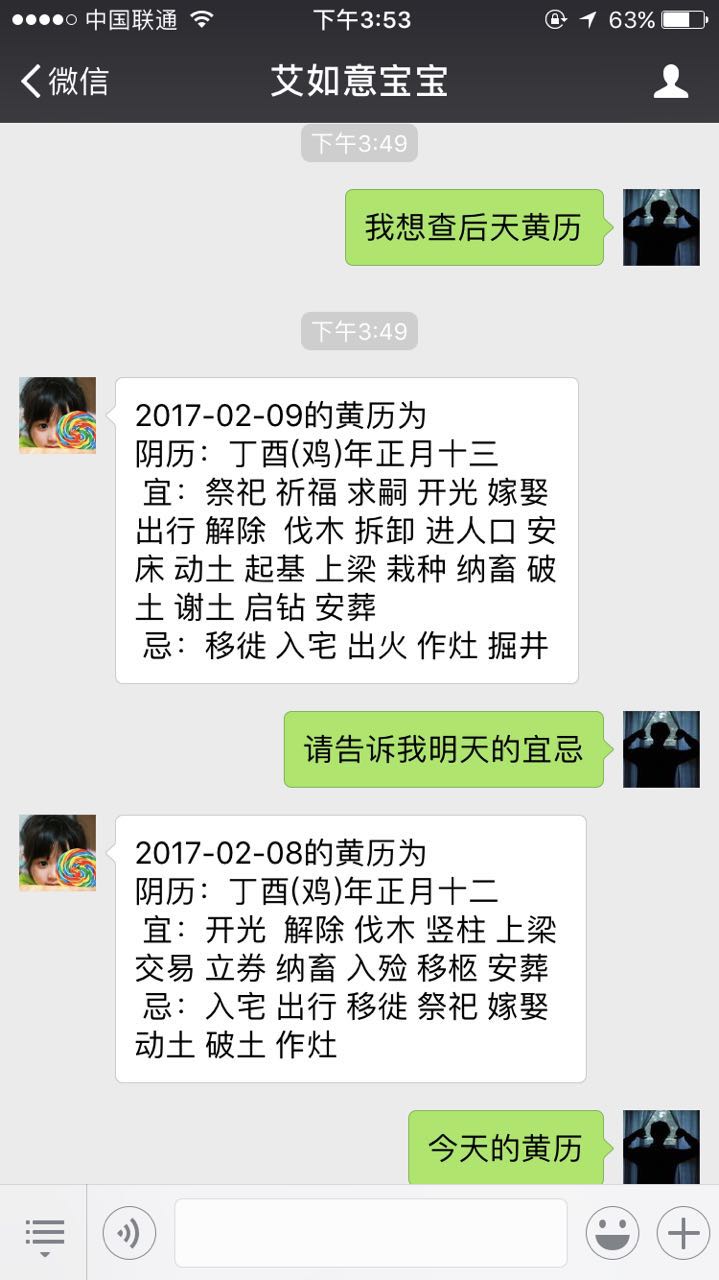 中国联通 下午3:53 63%
微信 艾如意宝宝
下午3:49
我想查后天黄历
下午3:49
2017-02-09的黄历为
阴历：丁酉(鸡)年正月十三
宜：祭祀 祈福 求嗣 开光 嫁娶
出行 解除 伐木 拆卸 进人口 安
床 动土 起基 上梁 栽种 纳畜 破
土 谢土 启钻 安葬
忌：移徙 入宅 出火 作灶 掘井
请告诉我明天的宜忌
2017-02-08的黄历为
阴历：丁酉(鸡)年正月十二
宜：开光 解除 伐木 竖柱 上梁
交易 立券 纳畜 入殓 移柩 安葬
忌：入宅 出行 移徙 祭祀 嫁娶
动土 破土 作灶
今天的黄历